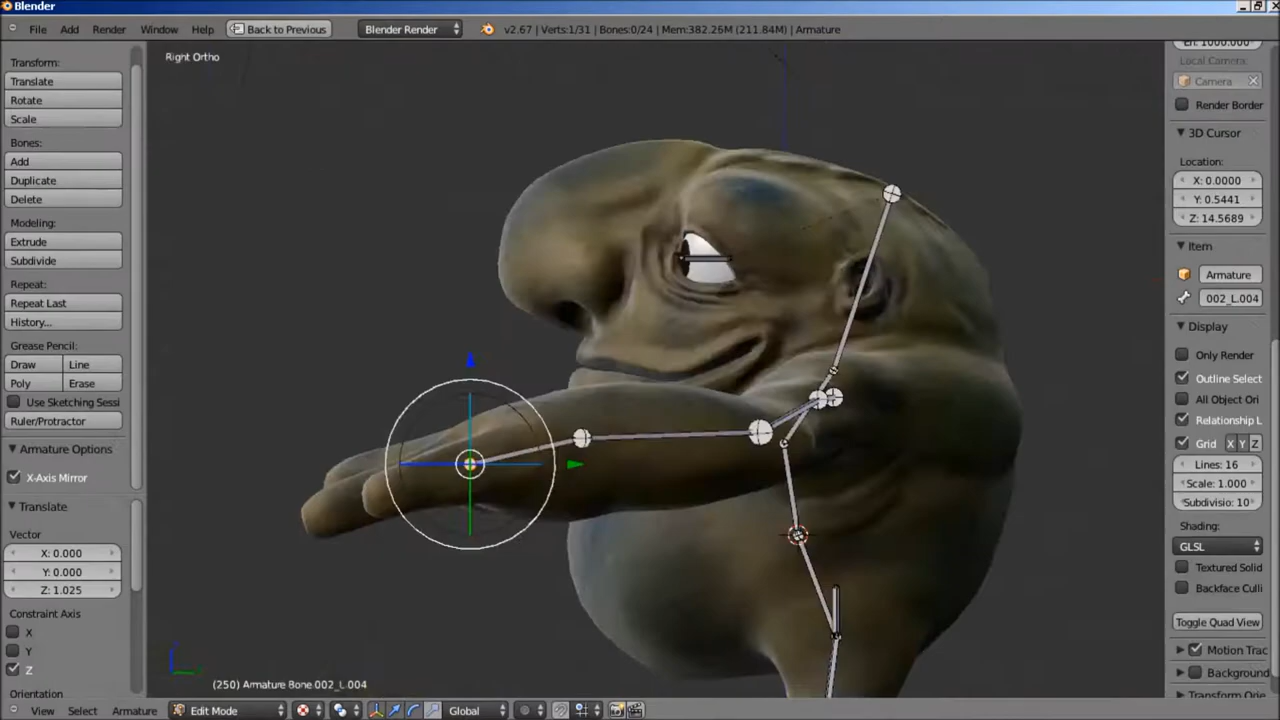 Blender
File Add Render Window Help Back to Previous Blender Render v2.67 | Verts:1/31 | Bones:0/24 | Mem:382.26M (211.84M) | Armature
Right Ortho
Transform:
Translate
Rotate
Scale
Bones:
Add
Duplicate
Delete
Modeling:
Extrude
Subdivide
Repeat:
Repeat Last
History...
Grease Pencil:
Draw Line
Poly Erase
Use Sketching Sessi
Ruler/Protractor
Armature Options
X-Axis Mirror
Translate
Vector
X: 0.000
Y: 0.000
Z: 1.025
Constraint Axis
X
Y
Z
Orientation
Local Camera:
Camera
Render Border
3D Cursor
Location:
X: 0.0000
Y: 0.5441
Z: 14.5689
Item
Armature
002_L.004
Display
Only Render
Outline Select
All Object Ori
Relationship L
Grid X Y Z
Lines: 16
Scale: 1.000
Subdivisio: 10
Shading:
GLSL
Textured Solid
Backface Culli
Toggle Quad View
Motion Trac
Background
(250) Armature Bone.002_L.004
View Select Armature Edit Mode Global